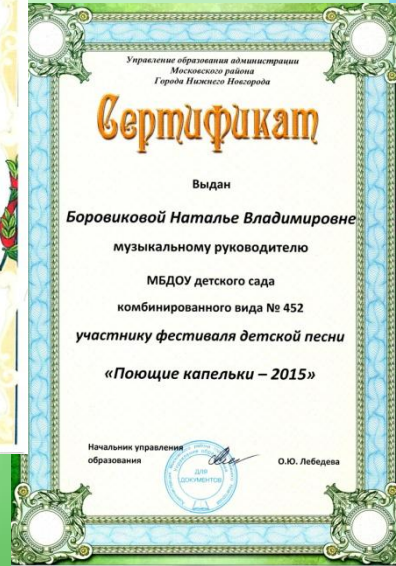 Управление образования администрации
Московского района
Города Нижнего Новгорода
Сертификат
Выдан
Боровиковой Наталье Владимировне
музыкальному руководителю
МБДОУ детского сада
комбинированного вида № 452
участнику фестиваля детской песни
«Поющие капельки – 2015»
Начальник управления
образования
О.Ю. Лебедева
ДЛЯ
ДОКУМЕНТОВ